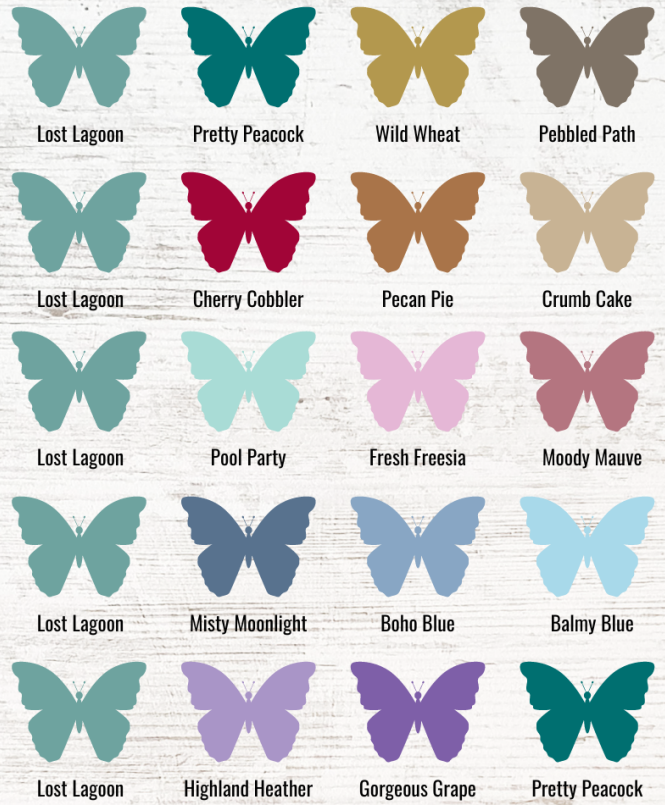 Lost Lagoon Pretty Peacock Wild Wheat Pebbled Path
Lost Lagoon Cherry Cobbler Pecan Pie Crumb Cake
Lost Lagoon Pool Party Fresh Freesia Moody Mauve
Lost Lagoon Misty Moonlight Boho Blue Balmy Blue
Lost Lagoon Highland Heather Gorgeous Grape Pretty Peacock